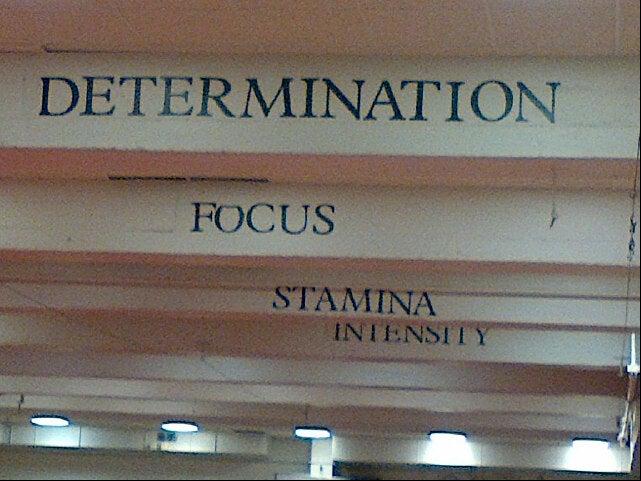 DETERMINATION
FOCUS
STAMINA
INTENSITY